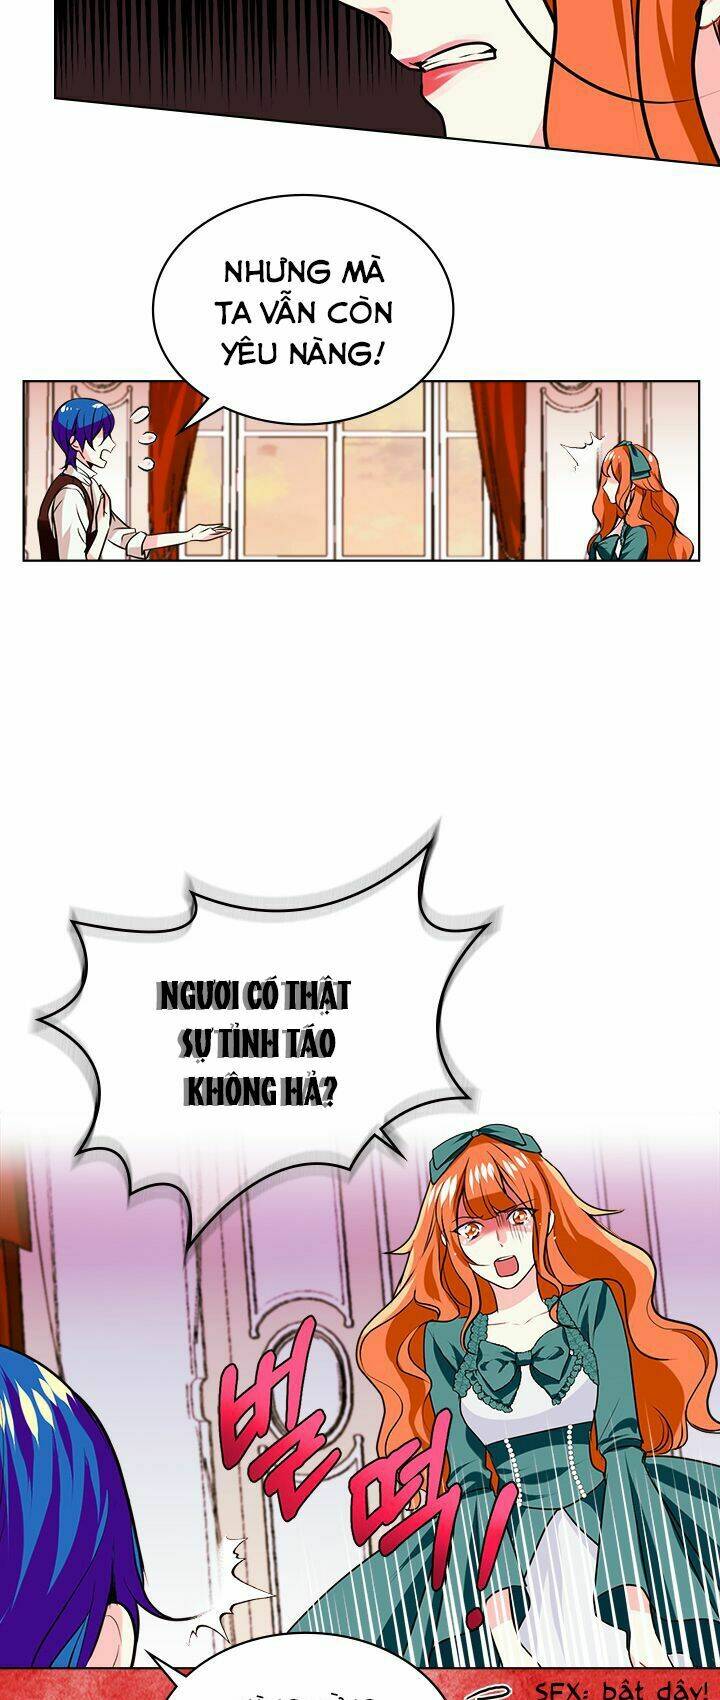 NHƯNG MÀ
TA VẪN CÒN
YÊU NÀNG!
NGƯƠI CÓ THẬT
SỰ TỈNH TÁO
KHÔNG HẢ?
벌떡!
SFX: bật dậy!